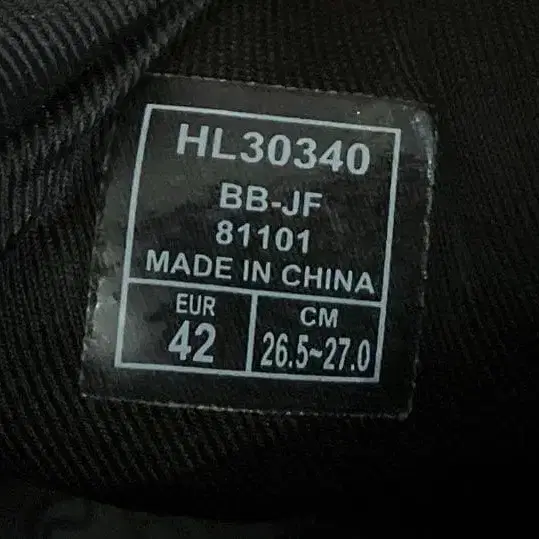 HL30340
BB-JF
81101
MADE IN CHINA
EUR
42
CM
26.5~27.0